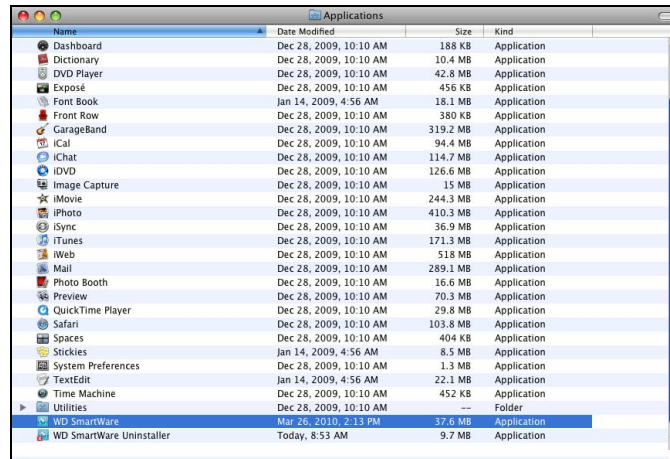 Applications
Name Date Modified Size Kind
Dashboard Dec 28, 2009, 10:10 AM 188 KB Application
Dictionary Dec 28, 2009, 10:10 AM 10.4 MB Application
DVD Player Dec 28, 2009, 10:10 AM 42.8 MB Application
Exposé Dec 28, 2009, 10:10 AM 456 KB Application
Font Book Jan 14, 2009, 4:56 AM 18.1 MB Application
Front Row Dec 28, 2009, 10:10 AM 380 KB Application
GarageBand Dec 28, 2009, 10:10 AM 319.2 MB Application
iCal Dec 28, 2009, 10:10 AM 94.4 MB Application
iChat Dec 28, 2009, 10:10 AM 114.7 MB Application
iDVD Dec 28, 2009, 10:10 AM 126.6 MB Application
Image Capture Dec 28, 2009, 10:10 AM 15 MB Application
iMovie Dec 28, 2009, 10:10 AM 244.3 MB Application
iPhoto Dec 28, 2009, 10:10 AM 410.3 MB Application
iSync Dec 28, 2009, 10:10 AM 36.9 MB Application
iTunes Dec 28, 2009, 10:10 AM 171.3 MB Application
iWeb Dec 28, 2009, 10:10 AM 518 MB Application
Mail Dec 28, 2009, 10:10 AM 289.1 MB Application
Photo Booth Dec 28, 2009, 10:10 AM 16.6 MB Application
Preview Dec 28, 2009, 10:10 AM 70.3 MB Application
QuickTime Player Dec 28, 2009, 10:10 AM 29.8 MB Application
Safari Dec 28, 2009, 10:10 AM 103.8 MB Application
Spaces Dec 28, 2009, 10:10 AM 404 KB Application
Stickies Jan 14, 2009, 4:56 AM 8.5 MB Application
System Preferences Dec 28, 2009, 10:10 AM 1.3 MB Application
TextEdit Jan 14, 2009, 4:56 AM 22.1 MB Application
Time Machine Dec 28, 2009, 10:10 AM 452 KB Application
Utilities Dec 28, 2009, 10:10 AM -- Folder
WD SmartWare Mar 26, 2010, 2:13 PM 37.6 MB Application
WD SmartWare Uninstaller Today, 8:53 AM 9.7 MB Application